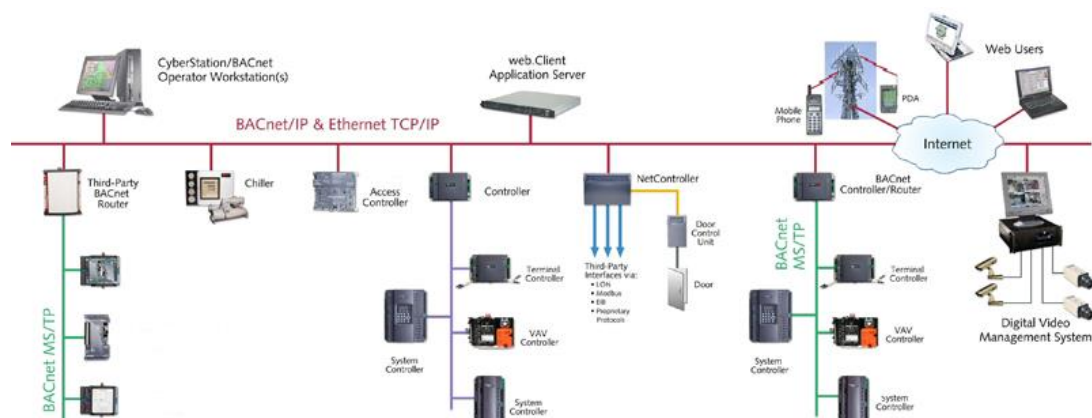 CyberStation/BACnet
Operator Workstation(s)
web.Client
Application Server
Web Users
Mobile
Phone
PDA
Internet
BACnet/IP & Ethernet TCP/IP
Third-Party
BACnet
Router
Chiller
Access
Controller
Controller
NetController
BACnet
Controller/Router
Door
Control
Unit
Door
Third-Party
Interfaces via:
• LON
• Modbus
• EIB
• Proprietary
Protocols
BACnet MS/TP
Terminal
Controller
System
Controller
VAV
Controller
System
Controller
BACnet
MS/TP
Terminal
Controller
System
Controller
VAV
Controller
System
Controller
Digital Video
Management System